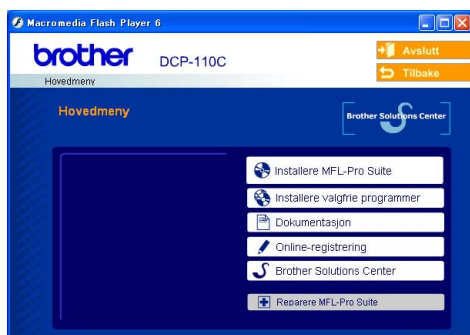 Macromedia Flash Player 6
brother
DCP-110C
Avslutt
Tilbake
Hovedmeny
Hovedmeny
Brother Solutions Center
Installere MFL-Pro Suite
Installere valgfrie programmer
Dokumentasjon
Online-registrering
Brother Solutions Center
Reparere MFL-Pro Suite